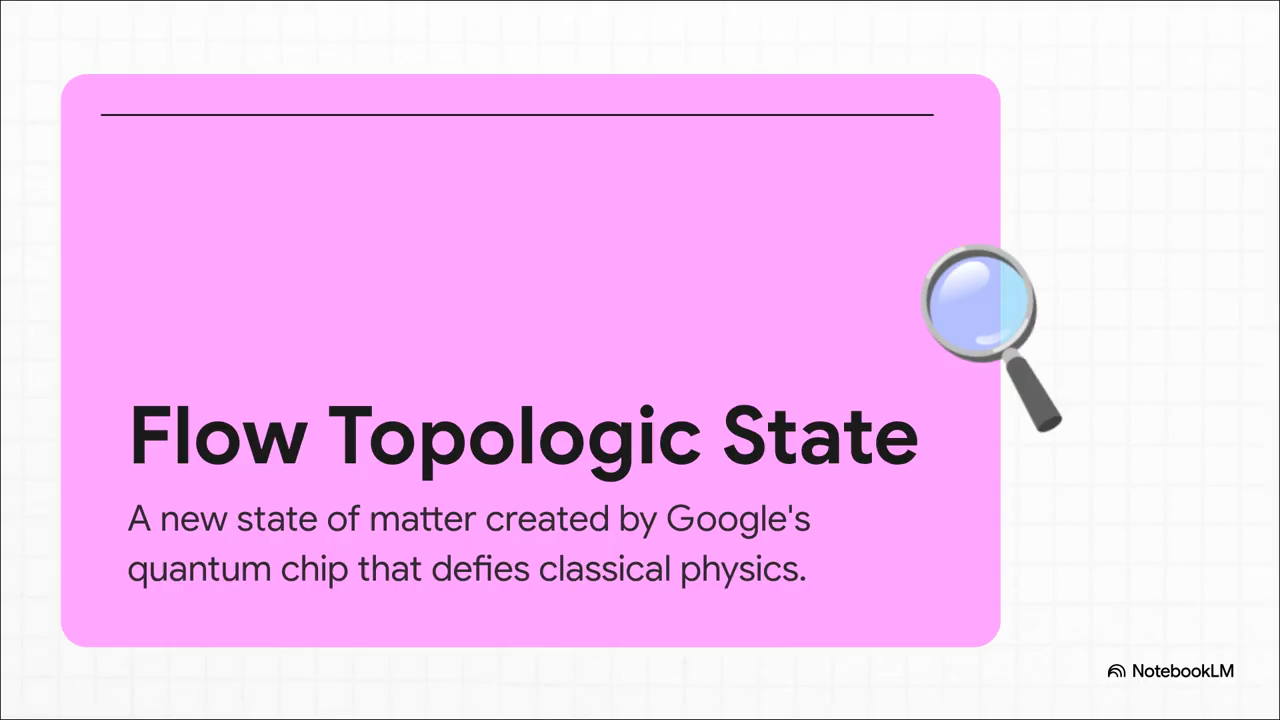 Flow Topologic State
A new state of matter created by Google's
quantum chip that defies classical physics.
NotebookLM